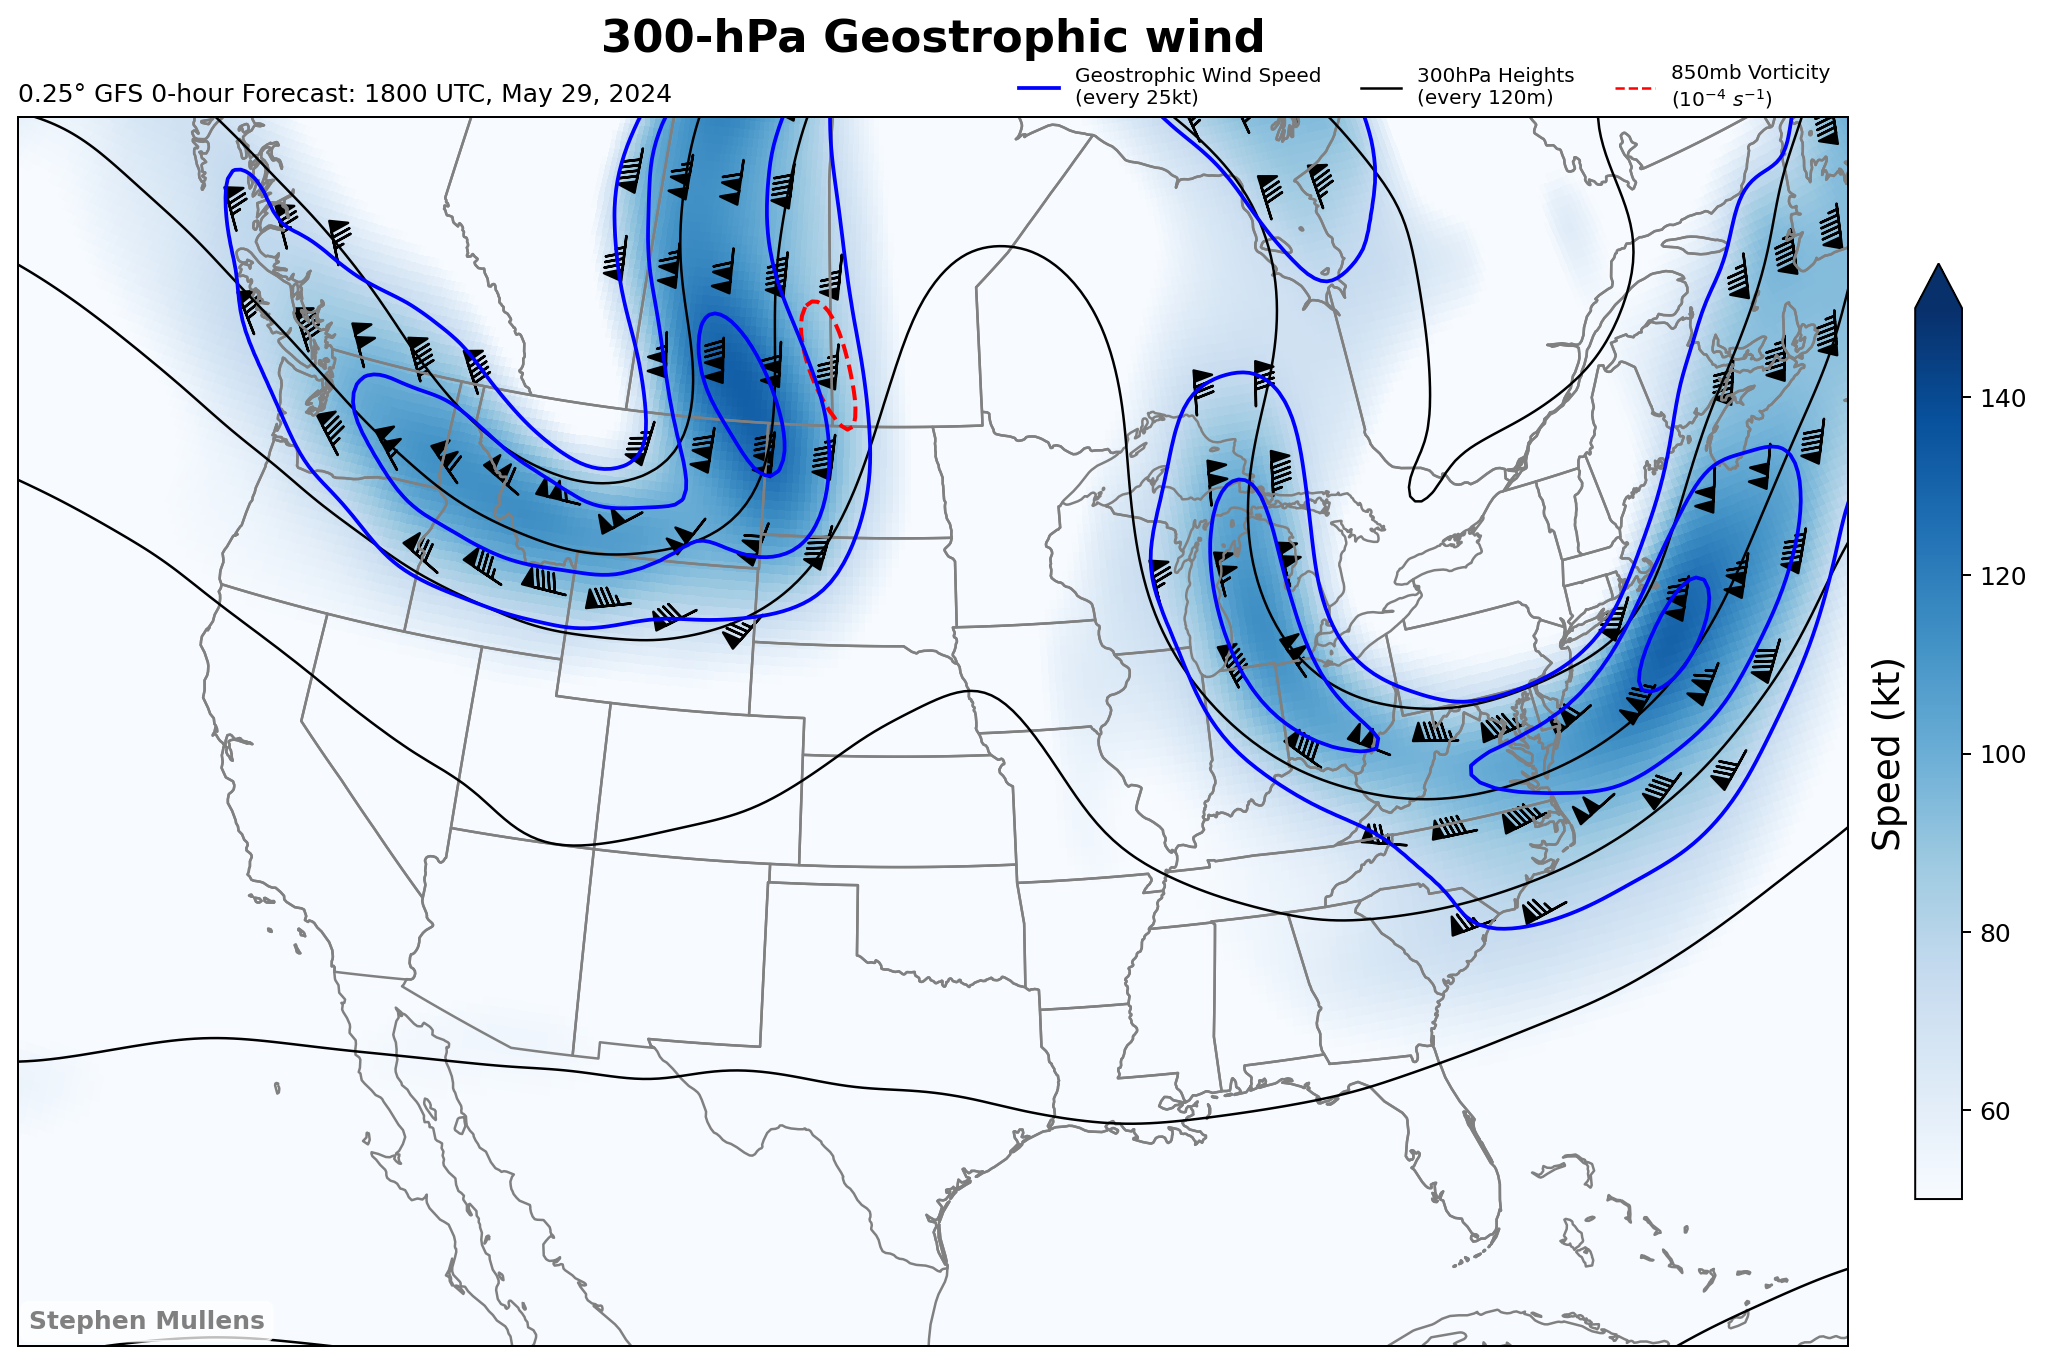 300-hPa Geostrophic wind
0.25° GFS 0-hour Forecast: 1800 UTC, May 29, 2024
Geostrophic Wind Speed
(every 25kt)
300hPa Heights
(every 120m)
850mb Vorticity
(10⁻⁴ s⁻¹)
140
120
100
80
60
Speed (kt)
Stephen Mullens